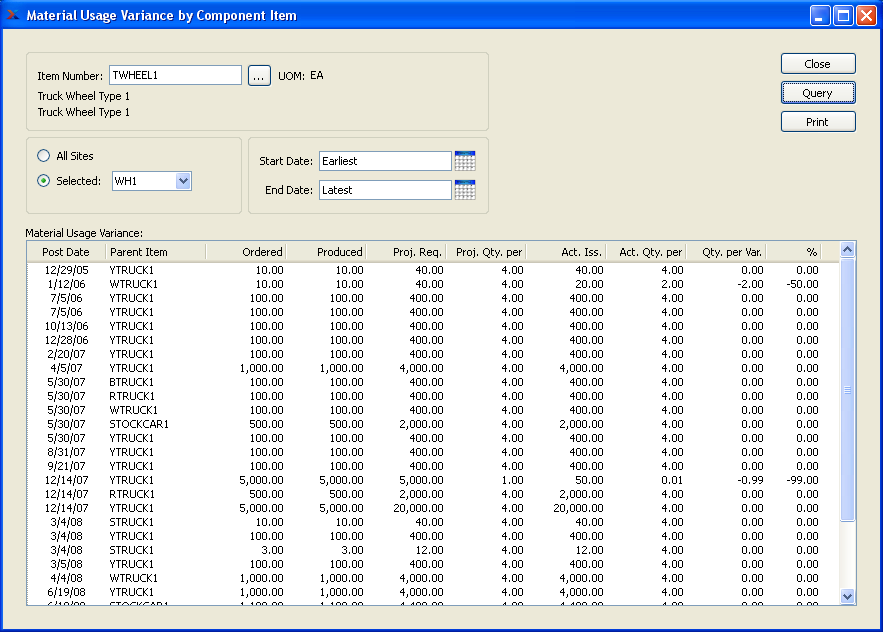 Material Usage Variance by Component Item
Item Number: TWHEEL1 ... UOM: EA
Truck Wheel Type 1
Truck Wheel Type 1
Close
Query
Print
All Sites
Selected: WH1
Start Date: Earliest
End Date: Latest
Material Usage Variance:
Post Date Parent Item Ordered Produced Proj. Req. Proj. Qty. per Act. Iss. Act. Qty. per Qty. per Var. %
12/29/05 YTRUCK1 10.00 10.00 40.00 4.00 40.00 4.00 0.00 0.00
1/12/06 WTRUCK1 10.00 10.00 40.00 4.00 20.00 2.00 -2.00 -50.00
7/5/06 YTRUCK1 100.00 100.00 400.00 4.00 400.00 4.00 0.00 0.00
7/5/06 YTRUCK1 100.00 100.00 400.00 4.00 400.00 4.00 0.00 0.00
10/13/06 YTRUCK1 100.00 100.00 400.00 4.00 400.00 4.00 0.00 0.00
12/28/06 YTRUCK1 100.00 100.00 400.00 4.00 400.00 4.00 0.00 0.00
2/20/07 YTRUCK1 100.00 100.00 400.00 4.00 400.00 4.00 0.00 0.00
4/5/07 YTRUCK1 1,000.00 1,000.00 4,000.00 4.00 4,000.00 4.00 0.00 0.00
5/30/07 BTRUCK1 100.00 100.00 400.00 4.00 400.00 4.00 0.00 0.00
5/30/07 RTRUCK1 100.00 100.00 400.00 4.00 400.00 4.00 0.00 0.00
5/30/07 WTRUCK1 100.00 100.00 400.00 4.00 400.00 4.00 0.00 0.00
5/30/07 STOCKCAR1 500.00 500.00 2,000.00 4.00 2,000.00 4.00 0.00 0.00
5/30/07 YTRUCK1 100.00 100.00 400.00 4.00 400.00 4.00 0.00 0.00
8/31/07 YTRUCK1 100.00 100.00 400.00 4.00 400.00 4.00 0.00 0.00
9/21/07 YTRUCK1 100.00 100.00 400.00 4.00 400.00 4.00 0.00 0.00
12/14/07 YTRUCK1 5,000.00 5,000.00 5,000.00 1.00 50.00 0.01 -0.99 -99.00
12/14/07 RTRUCK1 500.00 500.00 2,000.00 4.00 2,000.00 4.00 0.00 0.00
12/14/07 YTRUCK1 5,000.00 5,000.00 20,000.00 4.00 20,000.00 4.00 0.00 0.00
3/4/08 STRUCK1 10.00 10.00 40.00 4.00 40.00 4.00 0.00 0.00
3/4/08 YTRUCK1 100.00 100.00 400.00 4.00 400.00 4.00 0.00 0.00
3/4/08 STRUCK1 3.00 3.00 12.00 4.00 12.00 4.00 0.00 0.00
3/5/08 YTRUCK1 100.00 100.00 400.00 4.00 400.00 4.00 0.00 0.00
4/4/08 WTRUCK1 1,000.00 1,000.00 4,000.00 4.00 4,000.00 4.00 0.00 0.00
6/19/08 YTRUCK1 1,000.00 1,000.00 4,000.00 4.00 4,000.00 4.00 0.00 0.00